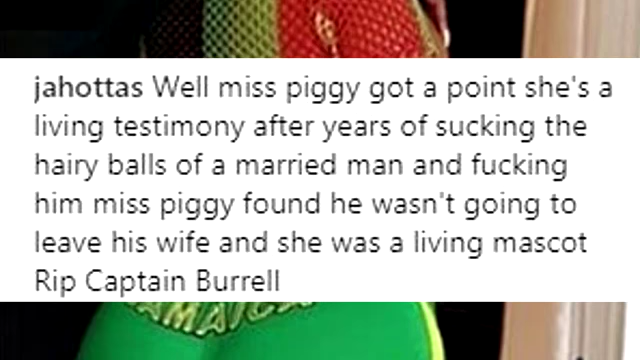 jahottas Well miss piggy got a point she's a
living testimony after years of sucking the
hairy balls of a married man and fucking
him miss piggy found he wasn't going to
leave his wife and she was a living mascot
Rip Captain Burrell
JAMAICA